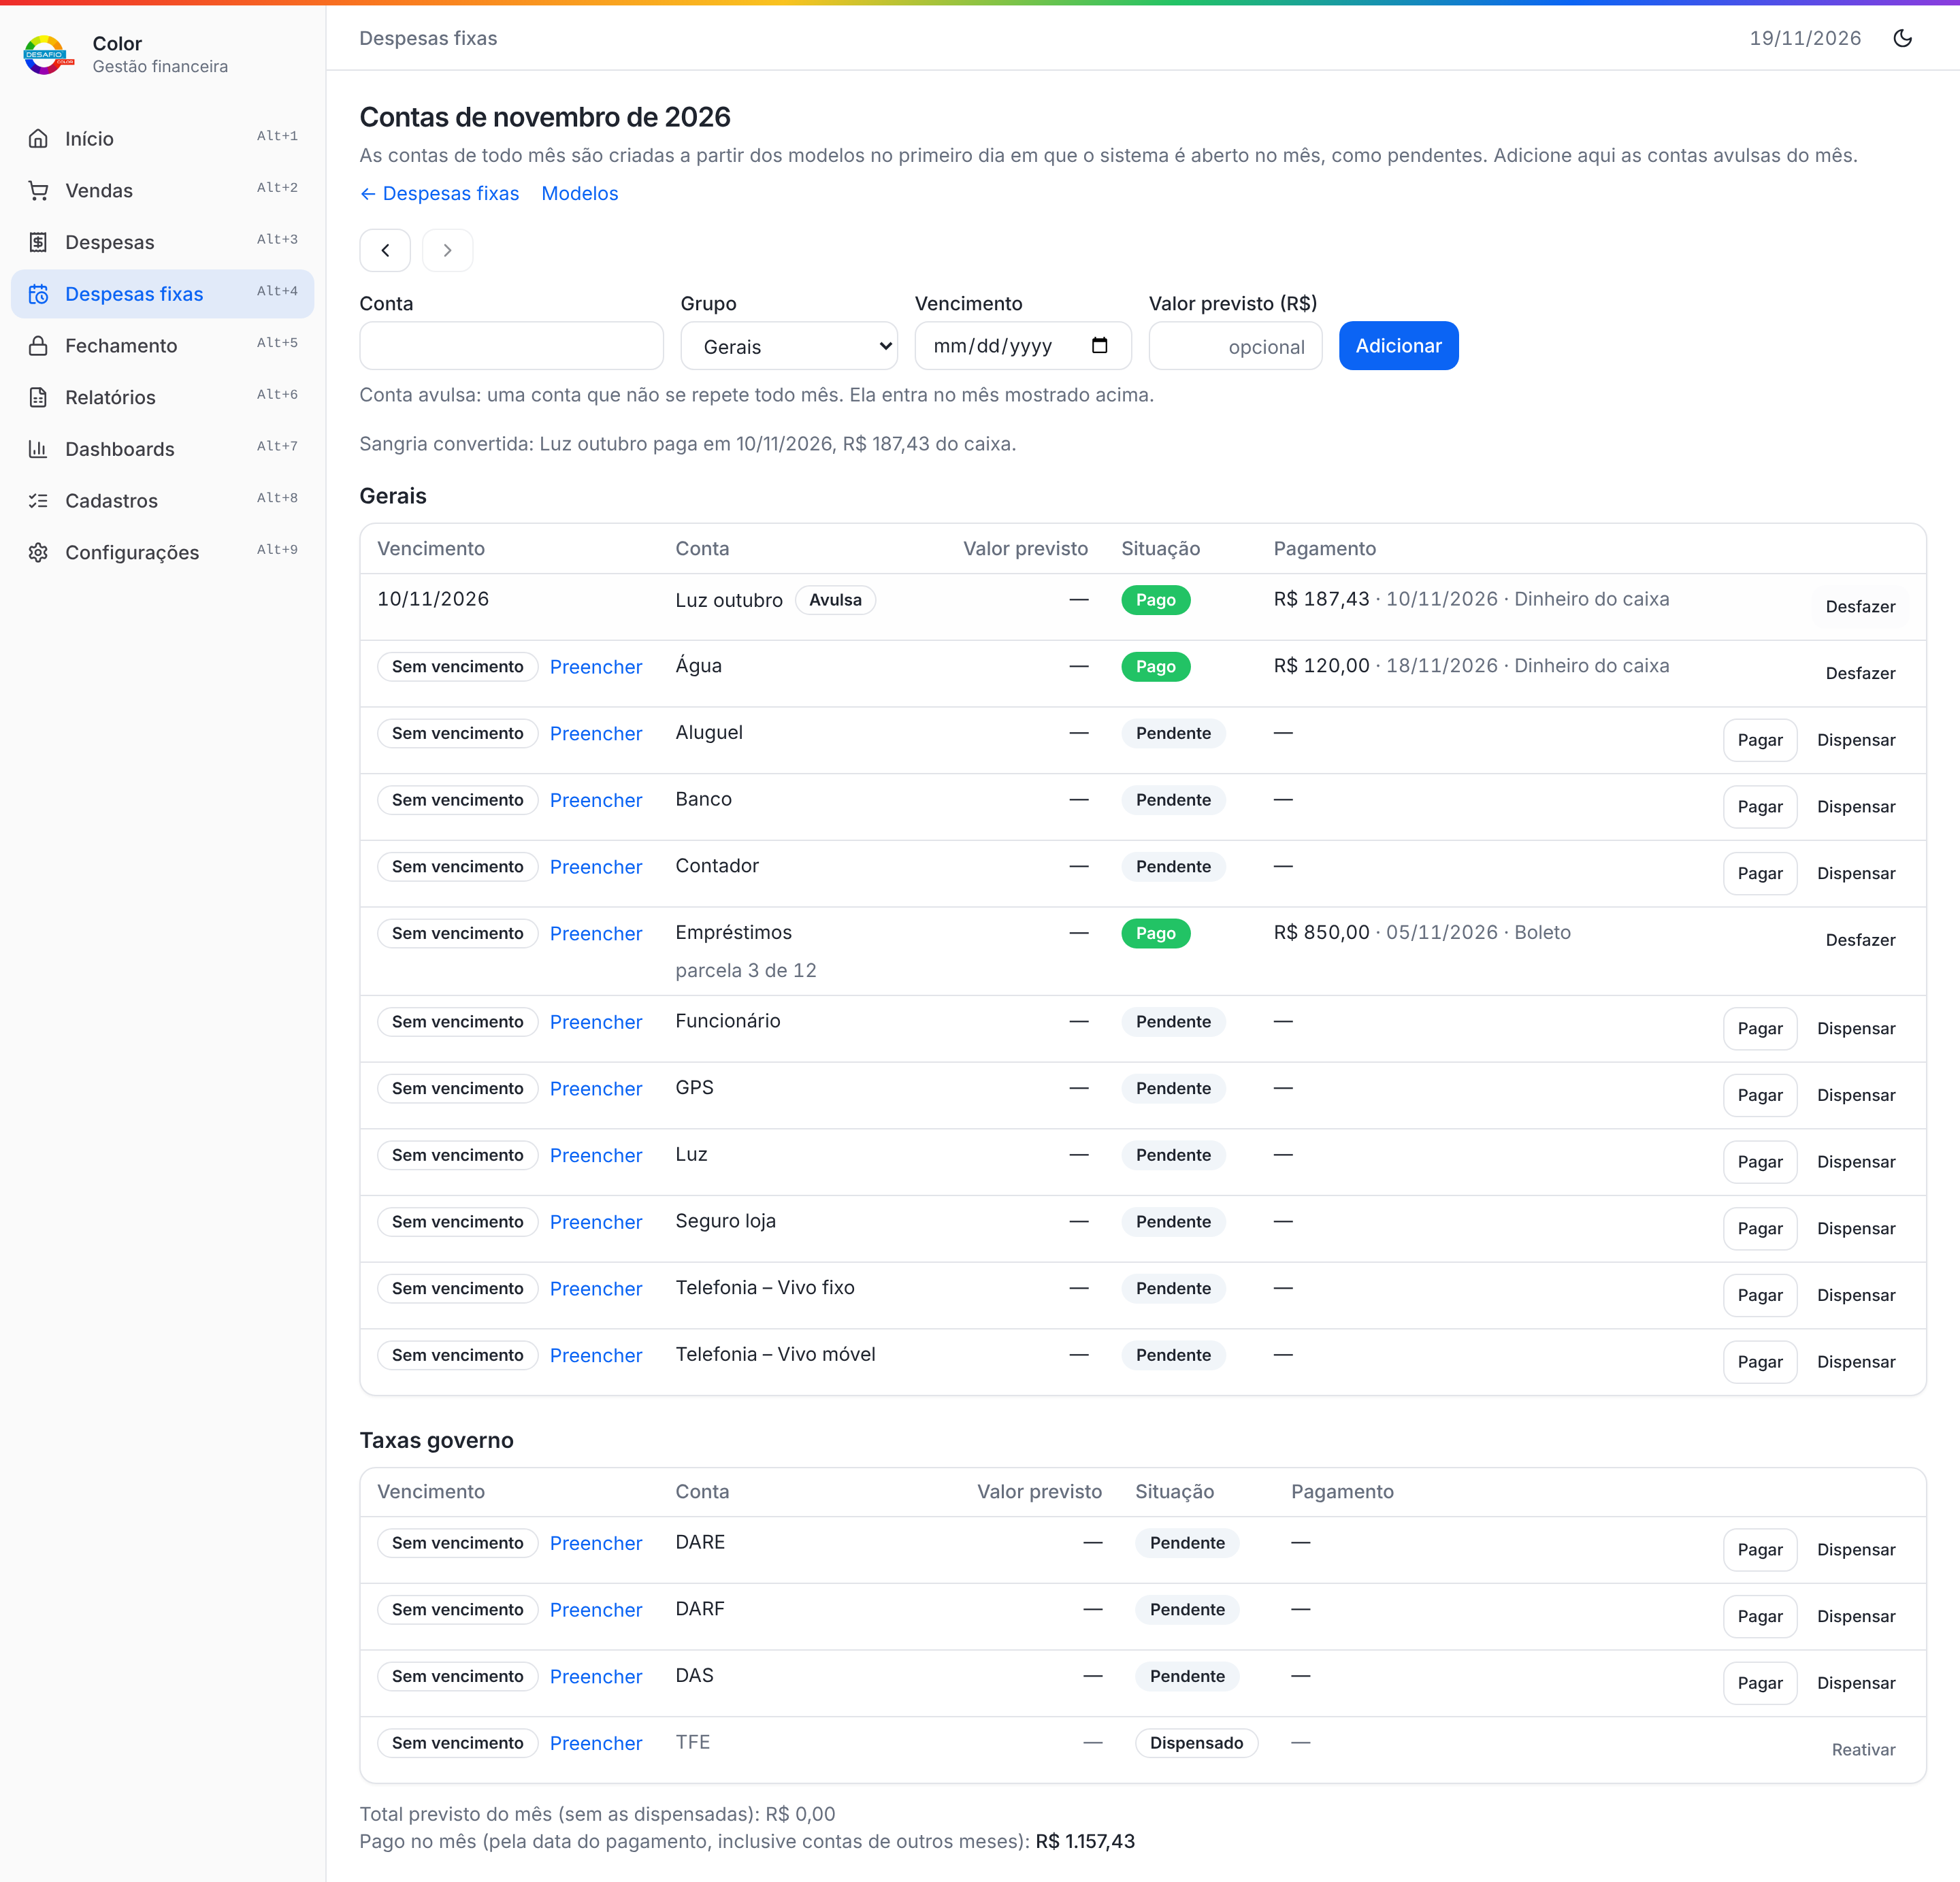 DESAFIO
COLOR
Color
Gestão financeira
Início Alt+1
Vendas Alt+2
Despesas Alt+3
Despesas fixas Alt+4
Fechamento Alt+5
Relatórios Alt+6
Dashboards Alt+7
Cadastros Alt+8
Configurações Alt+9
Despesas fixas 19/11/2026
Contas de novembro de 2026
As contas de todo mês são criadas a partir dos modelos no primeiro dia em que o sistema é aberto no mês, como pendentes. Adicione aqui as contas avulsas do mês.
← Despesas fixas Modelos
Conta Grupo Vencimento Valor previsto (R$)
Gerais mm/dd/yyyy opcional Adicionar
Conta avulsa: uma conta que não se repete todo mês. Ela entra no mês mostrado acima.
Sangria convertida: Luz outubro paga em 10/11/2026, R$ 187,43 do caixa.
Gerais
Vencimento Conta Valor previsto Situação Pagamento
10/11/2026 Luz outubro Avulsa — Pago R$ 187,43 · 10/11/2026 · Dinheiro do caixa Desfazer
Sem vencimento Preencher Água — Pago R$ 120,00 · 18/11/2026 · Dinheiro do caixa Desfazer
Sem vencimento Preencher Aluguel — Pendente — Pagar Dispensar
Sem vencimento Preencher Banco — Pendente — Pagar Dispensar
Sem vencimento Preencher Contador — Pendente — Pagar Dispensar
Sem vencimento Preencher Empréstimos — Pago R$ 850,00 · 05/11/2026 · Boleto Desfazer
parcela 3 de 12
Sem vencimento Preencher Funcionário — Pendente — Pagar Dispensar
Sem vencimento Preencher GPS — Pendente — Pagar Dispensar
Sem vencimento Preencher Luz — Pendente — Pagar Dispensar
Sem vencimento Preencher Seguro loja — Pendente — Pagar Dispensar
Sem vencimento Preencher Telefonia – Vivo fixo — Pendente — Pagar Dispensar
Sem vencimento Preencher Telefonia – Vivo móvel — Pendente — Pagar Dispensar
Taxas governo
Vencimento Conta Valor previsto Situação Pagamento
Sem vencimento Preencher DARE — Pendente — Pagar Dispensar
Sem vencimento Preencher DARF — Pendente — Pagar Dispensar
Sem vencimento Preencher DAS — Pendente — Pagar Dispensar
Sem vencimento Preencher TFE — Dispensado — Reativar
Total previsto do mês (sem as dispensadas): R$ 0,00
Pago no mês (pela data do pagamento, inclusive contas de outros meses): R$ 1.157,43